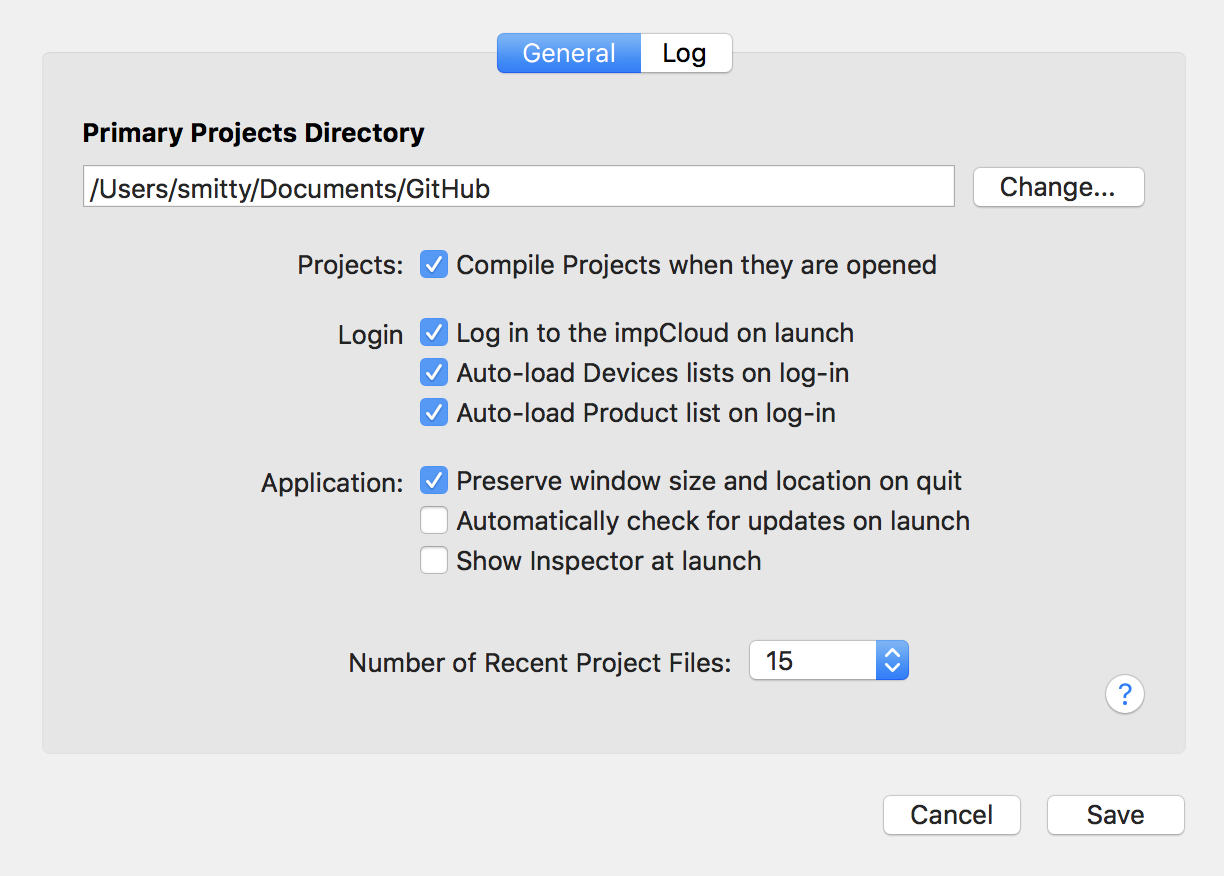 General Log
Primary Projects Directory
/Users/smitty/Documents/GitHub Change...
Projects: Compile Projects when they are opened
Login Log in to the impCloud on launch
Auto-load Devices lists on log-in
Auto-load Product list on log-in
Application: Preserve window size and location on quit
Automatically check for updates on launch
Show Inspector at launch
Number of Recent Project Files: 15
?
Cancel Save